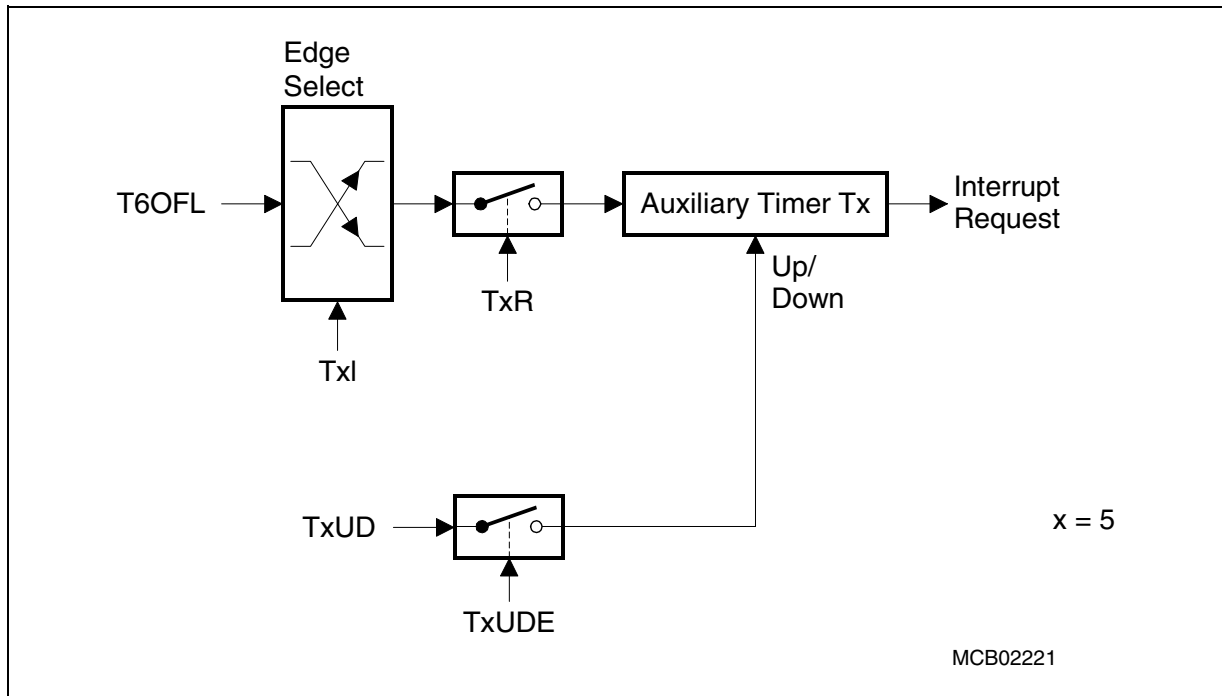 Edge
Select
T6OFL
Auxiliary Timer Tx
Interrupt
Request
TxR
Up/
Down
TxI
TxUD
x = 5
TxUDE
MCB02221